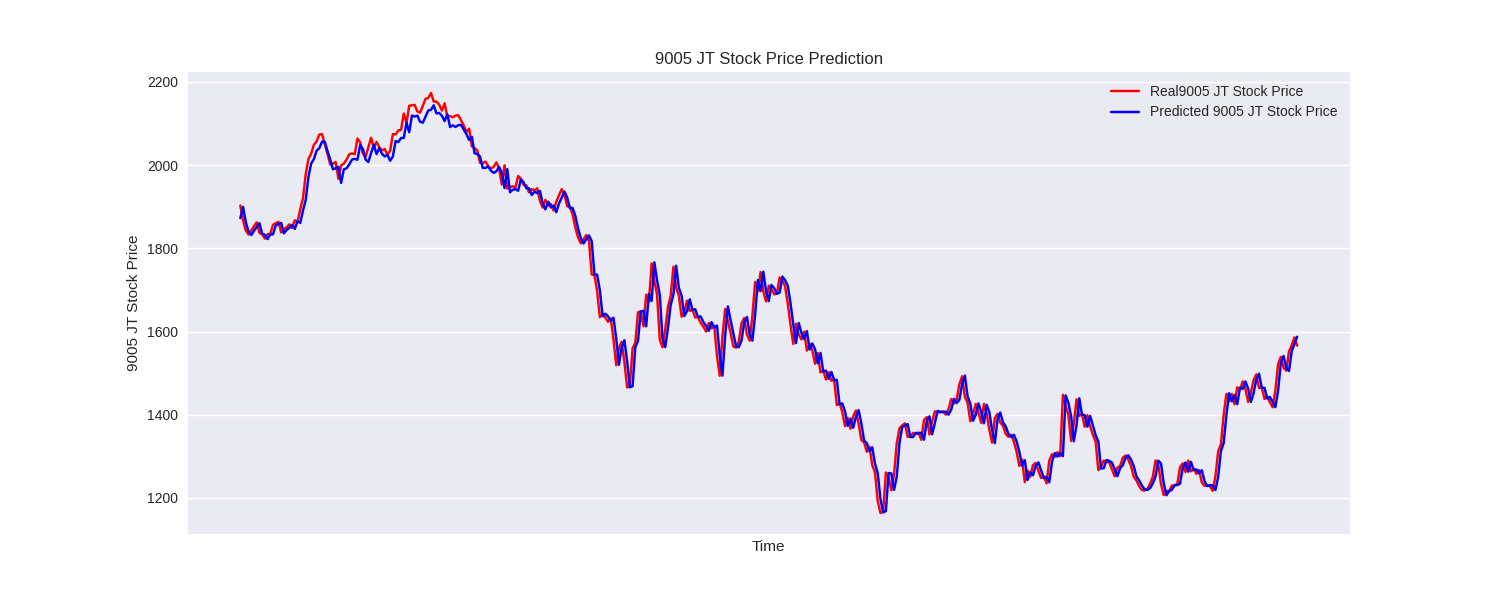 9005 JT Stock Price Prediction
Real9005 JT Stock Price
Predicted 9005 JT Stock Price
9005 JT Stock Price
2200
2000
1800
1600
1400
1200
Time